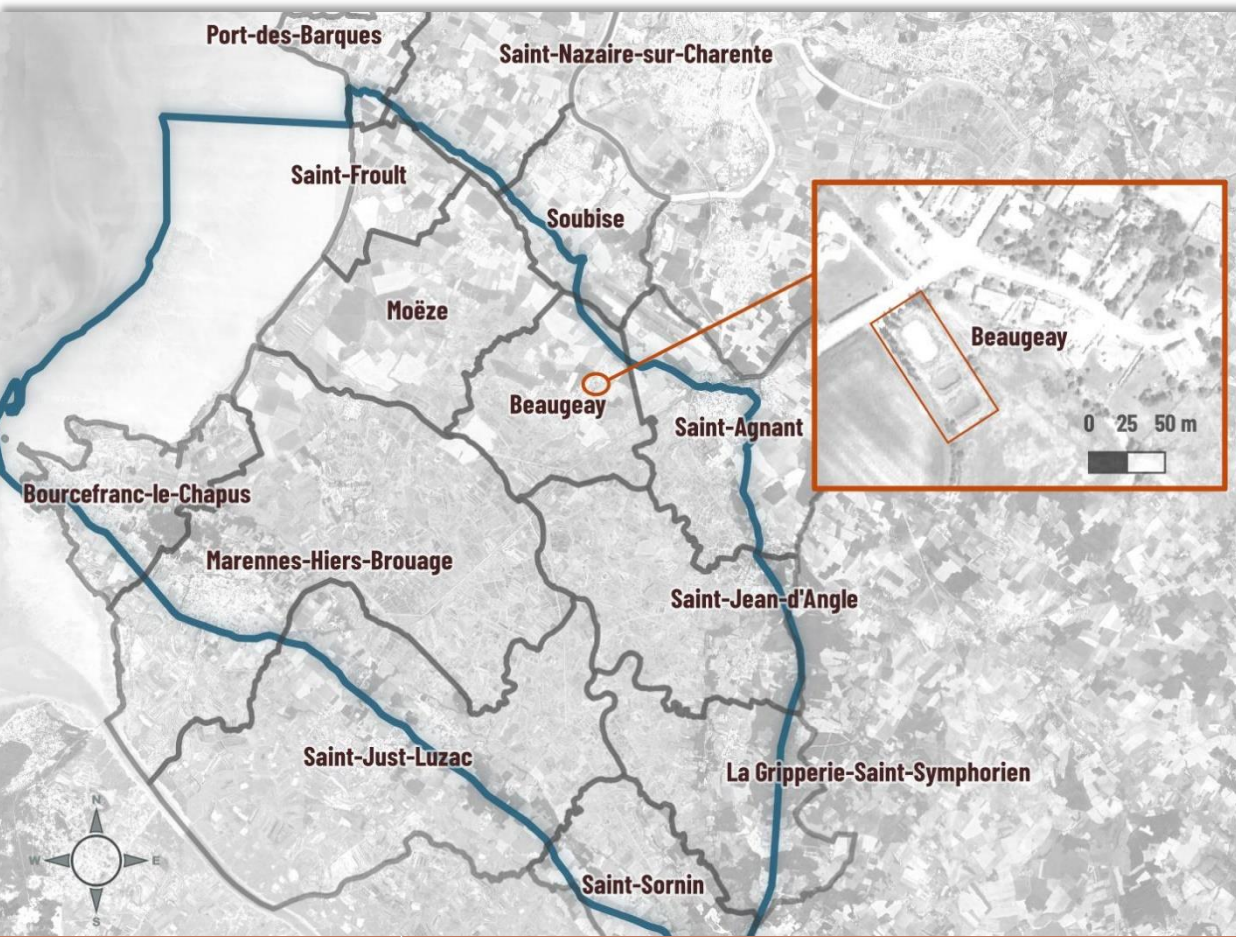 Port-des-Barques
Saint-Nazaire-sur-Charente
Saint-Froult
Soubise
Moëze
Beaugeay
Beaugeay
0 25 50 m
Saint-Agnant
Bourcefranc-le-Chapus
Marennes-Hiers-Brouage
Saint-Jean-d'Angle
Saint-Just-Luzac
La Gripperie-Saint-Symphorien
N
W E
S
Saint-Sornin